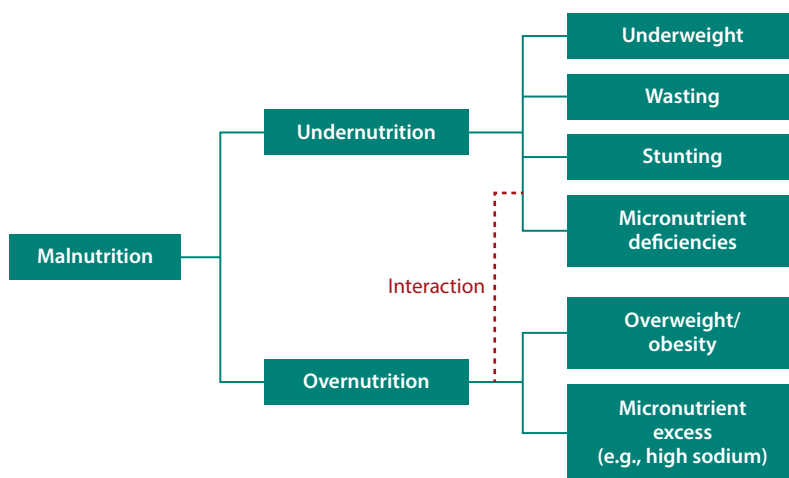 Underweight
Wasting
Undernutrition
Stunting
Micronutrient
deficiencies
Malnutrition
Interaction
Overweight/
obesity
Overnutrition
Micronutrient
excess
(e.g., high sodium)